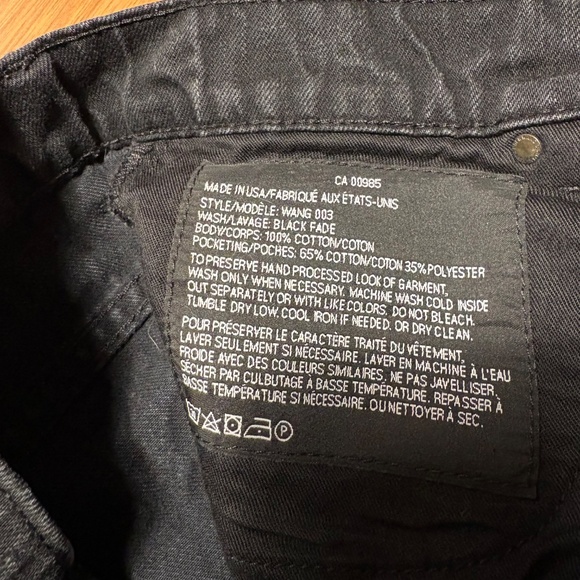 CA 00985
MADE IN USA/FABRIQUÉ AUX ÉTATS-UNIS
STYLE/MODÈLE: WANG 003
WASH/LAVAGE: BLACK FADE
BODY/CORPS: 100% COTTON/COTON
POCKETING/POCHES: 65% COTTON/COTON 35% POLYESTER
TO PRESERVE HAND PROCESSED LOOK OF GARMENT,
WASH ONLY WHEN NECESSARY. MACHINE WASH COLD INSIDE
OUT SEPARATELY OR WITH LIKE COLORS. DO NOT BLEACH.
TUMBLE DRY LOW. COOL IRON IF NEEDED. OR DRY CLEAN.
POUR PRÉSERVER LE CARACTÈRE TRAITÉ DU VÊTEMENT,
LAVER SEULEMENT SI NÉCESSAIRE. LAVER EN MACHINE À L'EAU
FROIDE AVEC DES COULEURS SIMILAIRES. NE PAS JAVELLISER.
SÉCHER PAR CULBUTAGE À BASSE TEMPÉRATURE. REPASSER À
BASSE TEMPÉRATURE SI NÉCESSAIRE. OU NETTOYER À SEC.
P